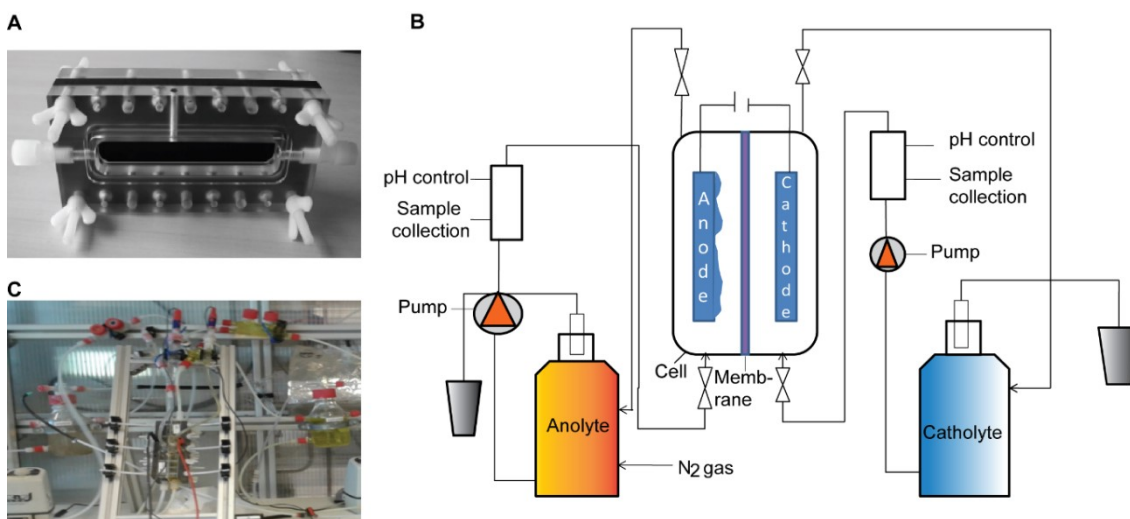 A
B
C
pH control
Sample
collection
Pump
Anode
Cathode
Cell
Memb-
rane
Anolyte
N2 gas
pH control
Sample
collection
Pump
Catholyte